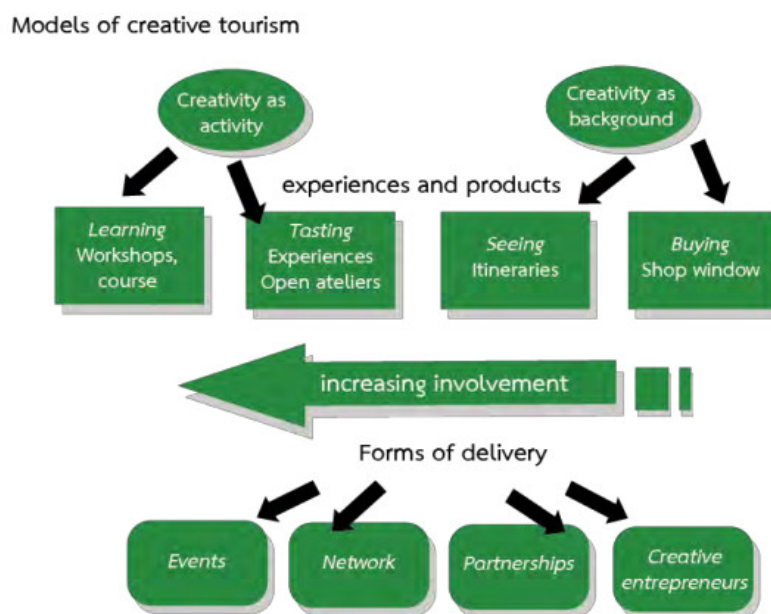 Models of creative tourism
Creativity as
activity
Creativity as
background
experiences and products
Learning
Workshops,
course
Tasting
Experiences
Open ateliers
Seeing
Itineraries
Buying
Shop window
increasing involvement
Forms of delivery
Events
Network
Partnerships
Creative
entrepreneurs